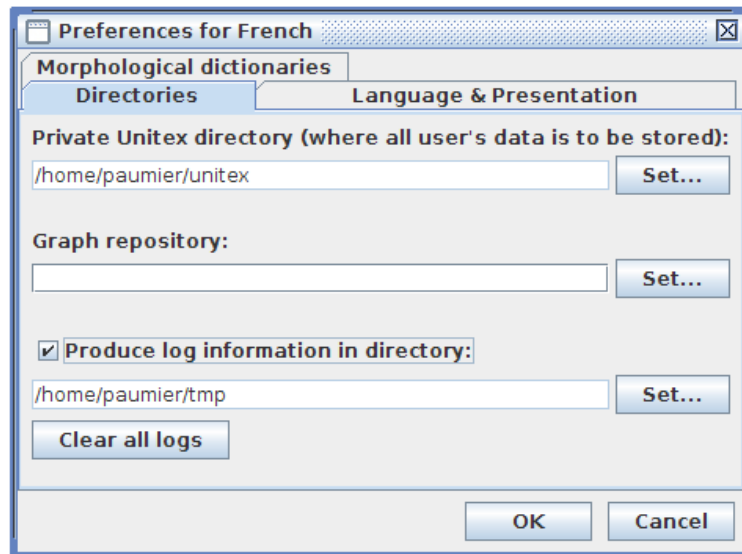 Preferences for French
Morphological dictionaries
Directories
Language & Presentation
Private Unitex directory (where all user's data is to be stored):
/home/paumier/unitex
Set...
Graph repository:
Set...
Produce log information in directory:
/home/paumier/tmp
Set...
Clear all logs
OK
Cancel